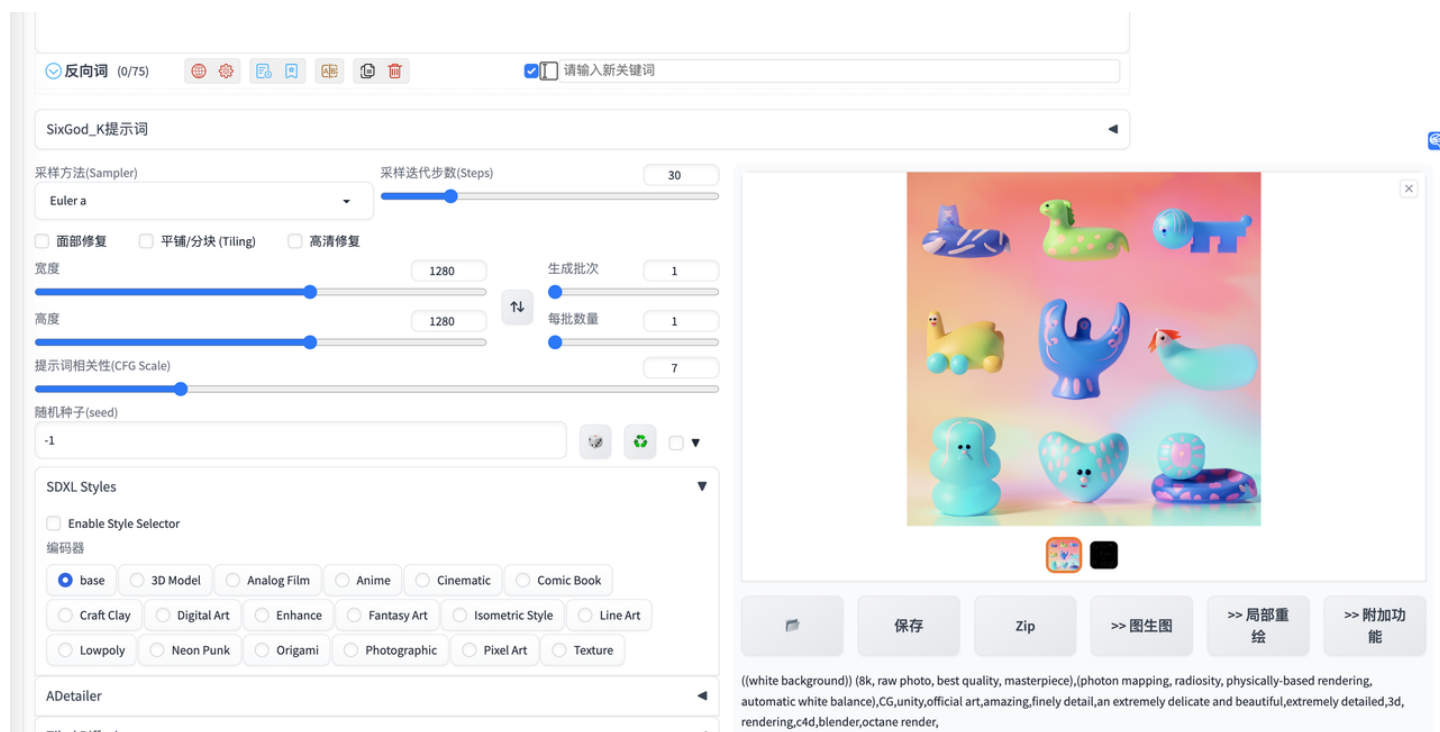 反向词 (0/75)
请输入新关键词
SixGod_K提示词
采样方法(Sampler)
采样迭代步数(Steps)
30
Euler a
面部修复
平铺/分块 (Tiling)
高清修复
宽度
1280
生成批次
1
高度
1280
每批数量
1
提示词相关性(CFG Scale)
7
随机种子(seed)
-1
SDXL Styles
Enable Style Selector
编码器
base
3D Model
Analog Film
Anime
Cinematic
Comic Book
Craft Clay
Digital Art
Enhance
Fantasy Art
Isometric Style
Line Art
Lowpoly
Neon Punk
Origami
Photographic
Pixel Art
Texture
ADetailer
保存
Zip
>> 图生图
>> 局部重
绘
>> 附加功
能
((white background)) (8k, raw photo, best quality, masterpiece),(photon mapping, radiosity, physically-based rendering,
automatic white balance),CG,unity,official art,amazing,finely detail,an extremely delicate and beautiful,extremely detailed,3d,
rendering,c4d,blender,octane render,